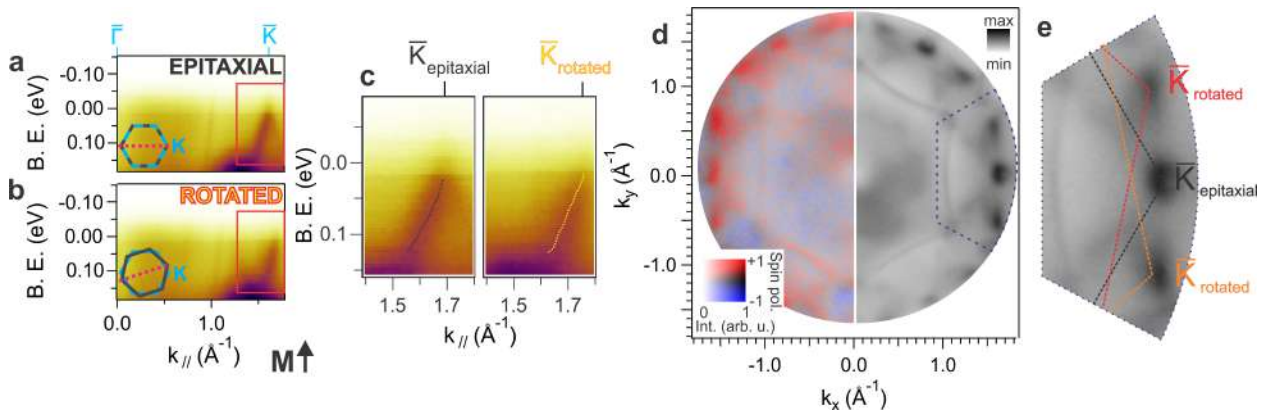 Γ̅ K̅
a EPITAXIAL
-0.10
0.00
0.10
B. E. (eV)
K
b ROTATED
-0.10
0.00
0.10
B. E. (eV)
K
0.0 1.0
k// (Å⁻¹)
M↑
c
K̅epitaxial K̅rotated
0.0
0.1
B. E. (eV)
1.5 1.7 1.5 1.7
k// (Å⁻¹)
d
max
min
1.0
0.0
-1.0
ky (Å⁻¹)
+1
-1
Spin pol.
0 1
Int. (arb. u.)
-1.0 0.0 1.0
kx (Å⁻¹)
e
K̅rotated
K̅epitaxial
K̅rotated